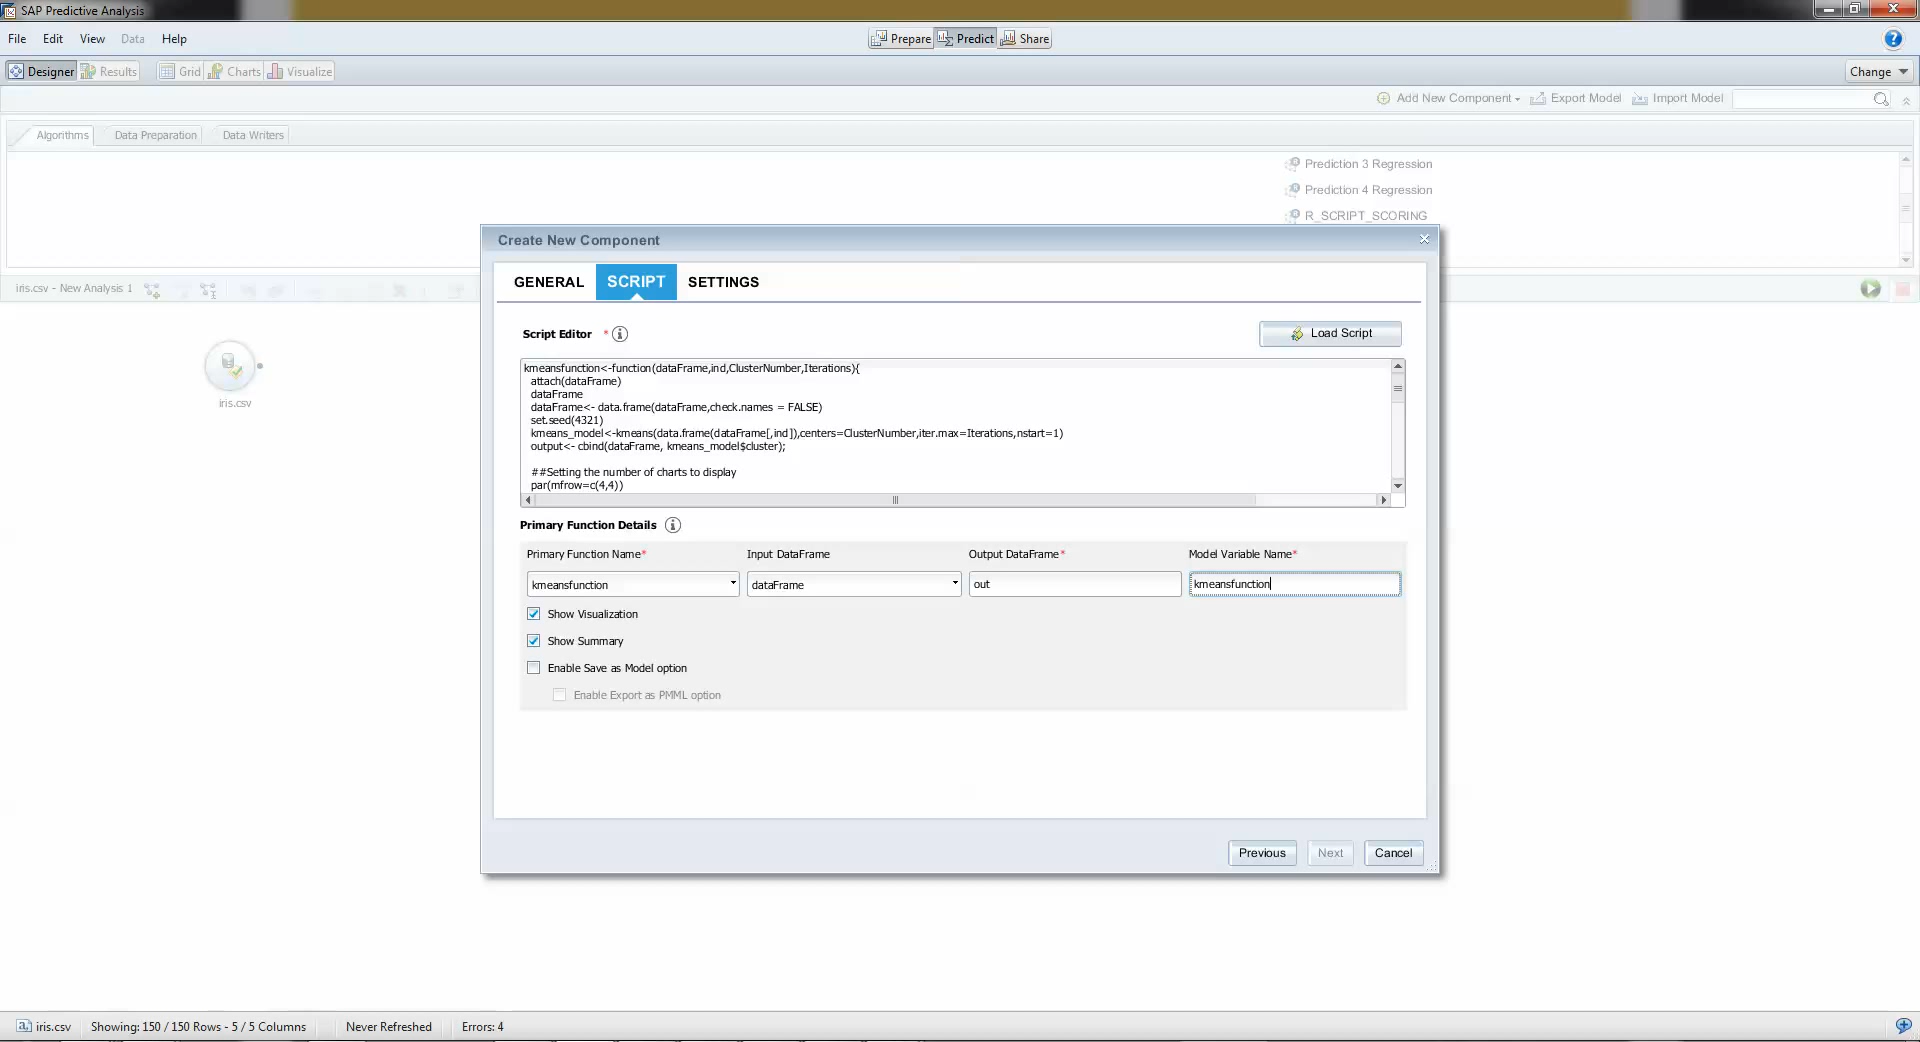 SAP Predictive Analysis
File Edit View Data Help
Prepare Predict Share
Designer Results Grid Charts Visualize
Change
Add New Component Export Model Import Model
Algorithms Data Preparation Data Writers
Prediction 3 Regression
Prediction 4 Regression
R_SCRIPT_SCORING
iris.csv - New Analysis 1
iris.csv
Create New Component
GENERAL SCRIPT SETTINGS
Script Editor *
Load Script
kmeansfunction<-function(dataFrame,ind,ClusterNumber,Iterations){
attach(dataFrame)
dataFrame
dataFrame<- data.frame(dataFrame,check.names = FALSE)
set.seed(4321)
kmeans_model<-kmeans(data.frame(dataFrame[,ind]),centers=ClusterNumber,iter.max=Iterations,nstart=1)
output<- cbind(dataFrame, kmeans_model$cluster);
##Setting the number of charts to display
par(mfrow=c(4,4))
Primary Function Details
Primary Function Name* Input DataFrame Output DataFrame* Model Variable Name*
kmeansfunction dataFrame out kmeansfunction
Show Visualization
Show Summary
Enable Save as Model option
Enable Export as PMML option
Previous Next Cancel
iris.csv Showing: 150 / 150 Rows - 5 / 5 Columns Never Refreshed Errors: 4